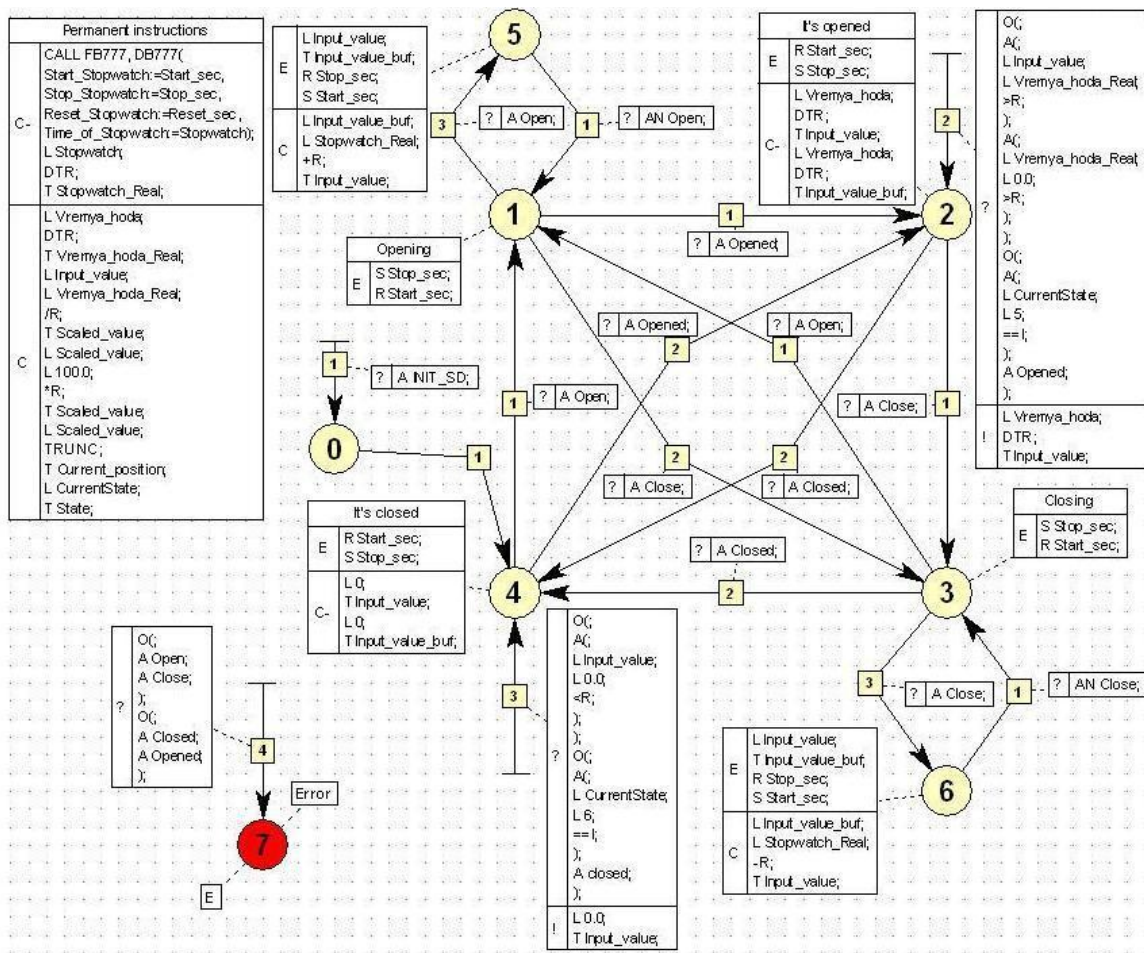 Permanent instructions
C-
CALL FB777, DB777(
Start_Stopwatch:=Start_sec,
Stop_Stopwatch:=Stop_sec,
Reset_Stopwatch:=Reset_sec,
Time_of_Stopwatch:=Stopwatch);
L Stopwatch;
DTR;
T Stopwatch_Real;
C
L Vremya_hoda;
DTR;
T Vremya_hoda_Real;
L Input_value;
L Vremya_hoda_Real;
/R;
T Scaled_value;
L Scaled_value;
L 100.0;
*R;
T Scaled_value;
L Scaled_value;
TRUNC;
T Current_position;
L CurrentState;
T State;
E
L Input_value;
T Input_value_buf;
R Stop_sec;
S Start_sec;
C
L Input_value_buf;
L Stopwatch_Real;
+R;
T Input_value;
5
3
? A Open;
1
? AN Open;
1
Opening
E
S Stop_sec;
R Start_sec;
It's opened
E
R Start_sec;
S Stop_sec;
C-
L Vremya_hoda;
DTR;
T Input_value;
L Vremya_hoda;
DTR;
T Input_value_buf;
2
2
?
O(;
A(;
L Input_value;
L Vremya_hoda_Real;
>R;
);
A(;
L Vremya_hoda_Real;
L 0.0;
>R;
);
);
O(;
A(;
L CurrentState;
L 5;
==I;
);
A Opened;
);
!
L Vremya_hoda;
DTR;
T Input_value;
1
? A Opened;
? A Opened;
2
? A Open;
1
1
? A INIT_SD;
0
1
1
? A Open;
? A Close;
1
2
? A Close;
2
? A Closed;
It's closed
E
R Start_sec;
S Stop_sec;
C-
L 0;
T Input_value;
L 0;
T Input_value_buf;
4
? A Closed;
2
3
Closing
E
S Stop_sec;
R Start_sec;
3
?
O(;
A(;
L Input_value;
L 0.0;
<R;
);
);
O(;
A(;
L CurrentState;
L 6;
==I;
);
A closed;
);
!
L 0.0;
T Input_value;
3
? A Close;
1
? AN Close;
6
E
L Input_value;
T Input_value_buf;
R Stop_sec;
S Start_sec;
C
L Input_value_buf;
L Stopwatch_Real;
-R;
T Input_value;
?
O(;
A Open;
A Close;
);
O(;
A Closed;
A Opened;
);
4
Error
7
E